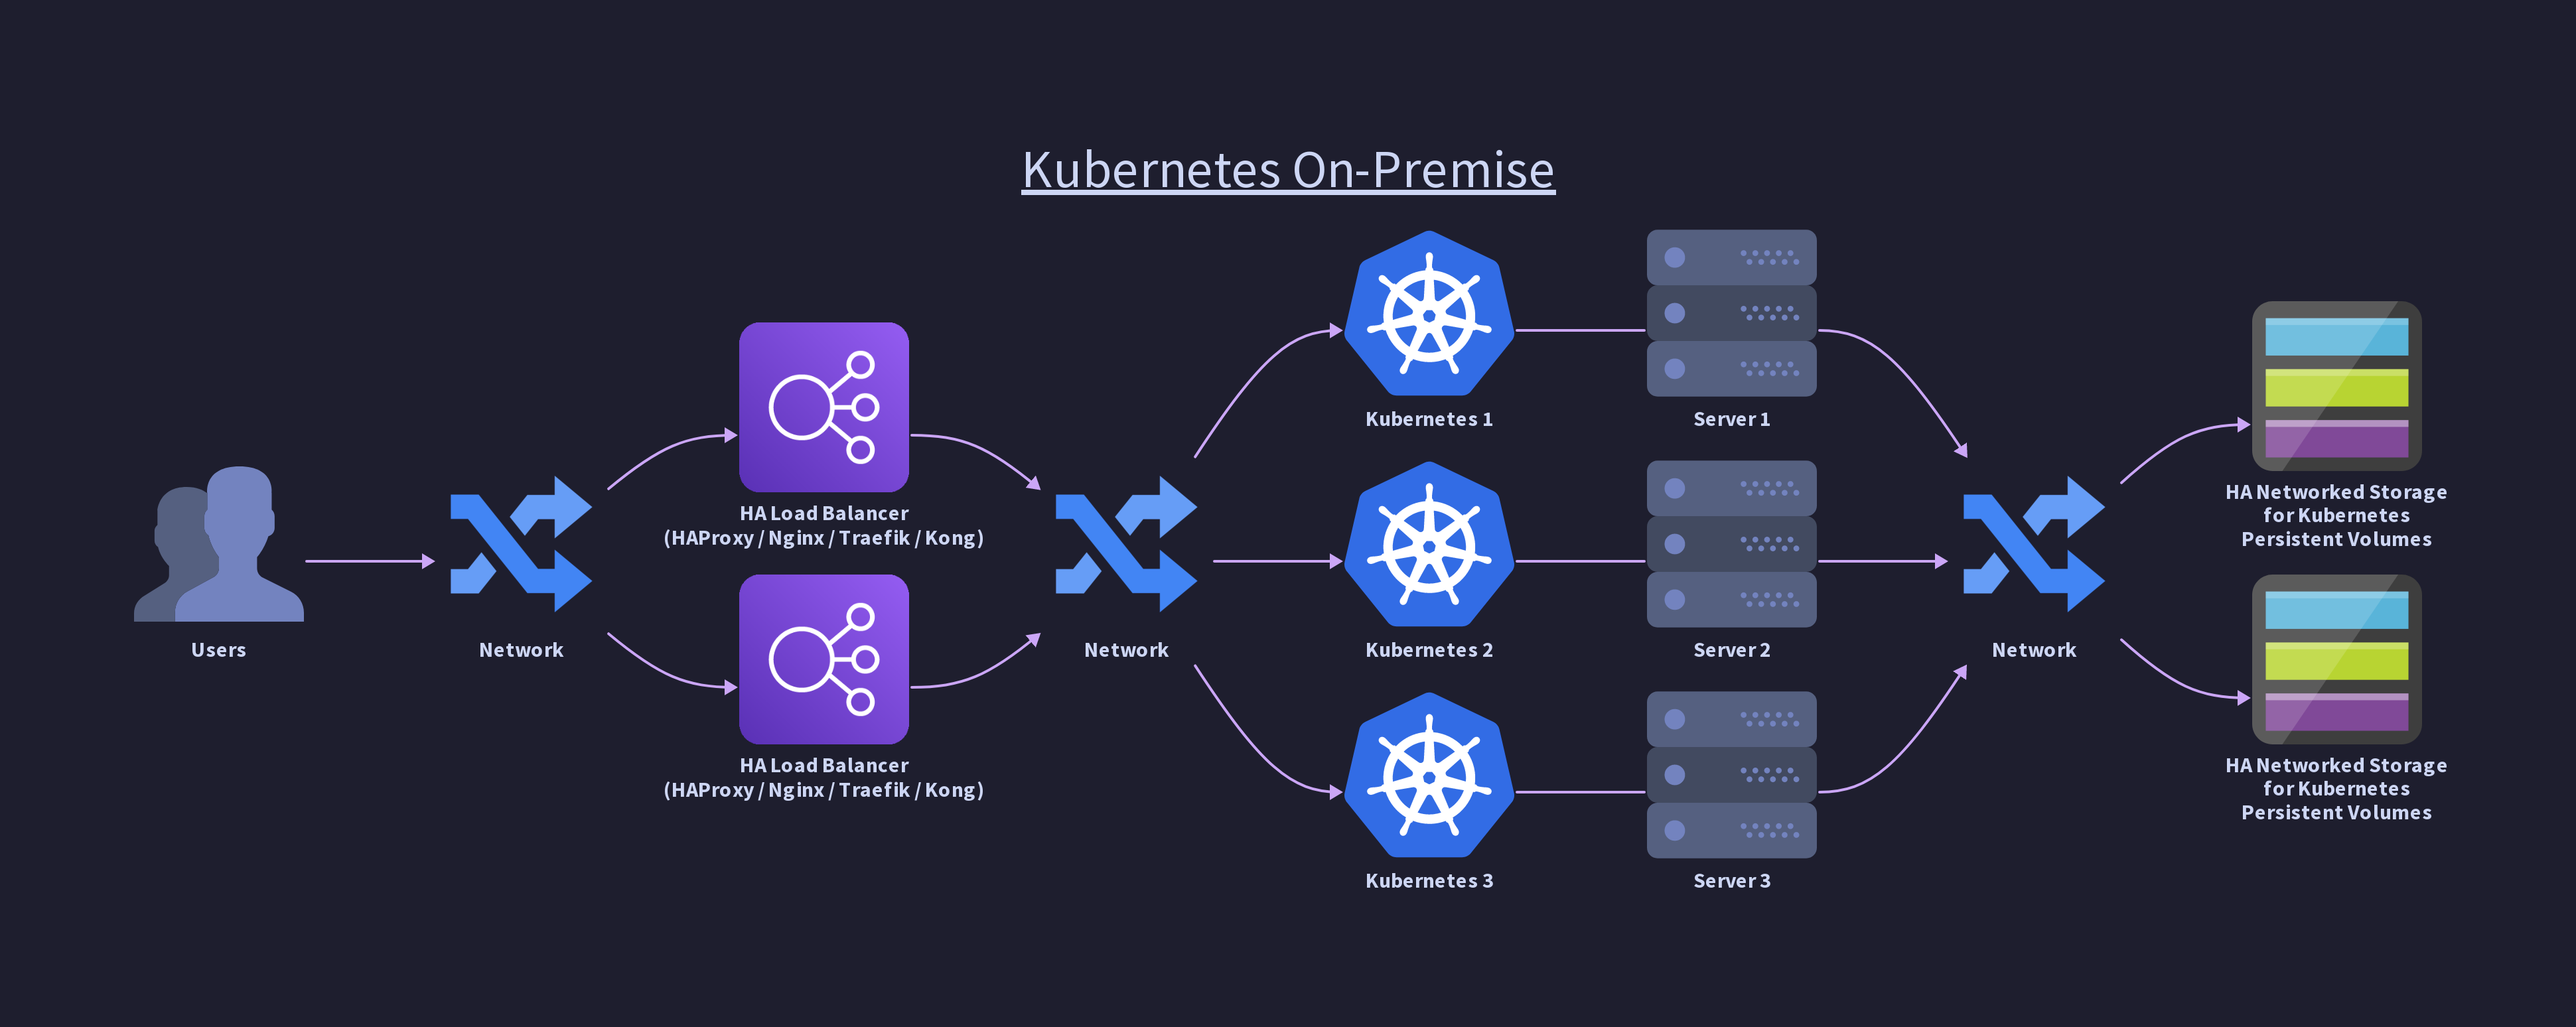 Kubernetes On-Premise
Users
Network
HA Load Balancer
(HAProxy / Nginx / Traefik / Kong)
HA Load Balancer
(HAProxy / Nginx / Traefik / Kong)
Network
Kubernetes 1
Server 1
Kubernetes 2
Server 2
Kubernetes 3
Server 3
Network
HA Networked Storage
for Kubernetes
Persistent Volumes
HA Networked Storage
for Kubernetes
Persistent Volumes